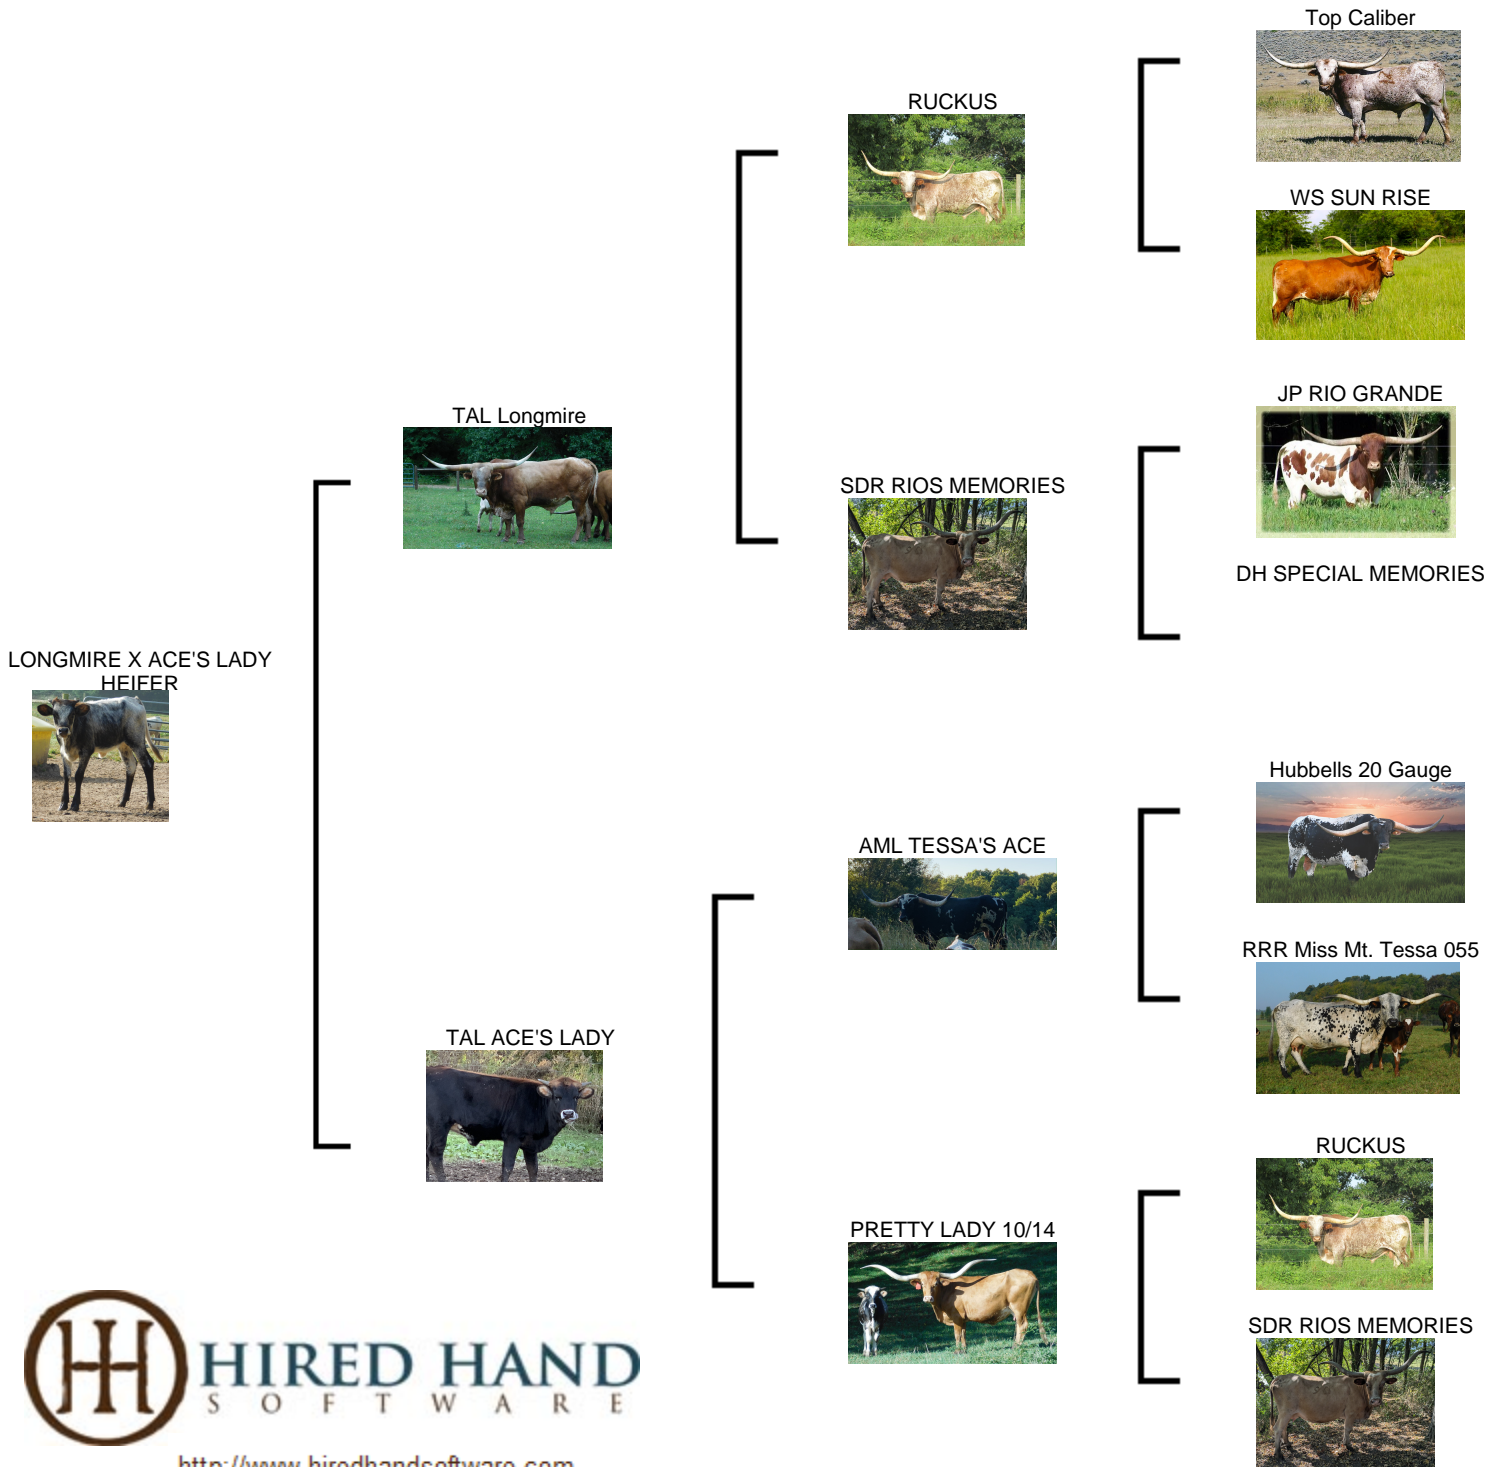 Top Caliber
RUCKUS
WS SUN RISE
JP RIO GRANDE
TAL Longmire
SDR RIOS MEMORIES
DH SPECIAL MEMORIES
LONGMIRE X ACE'S LADY
HEIFER
Hubbells 20 Gauge
AML TESSA'S ACE
RRR Miss Mt. Tessa 055
TAL ACE'S LADY
RUCKUS
PRETTY LADY 10/14
SDR RIOS MEMORIES
HIRED HAND
SOFTWARE
http://www.hiredhandsoftware.com